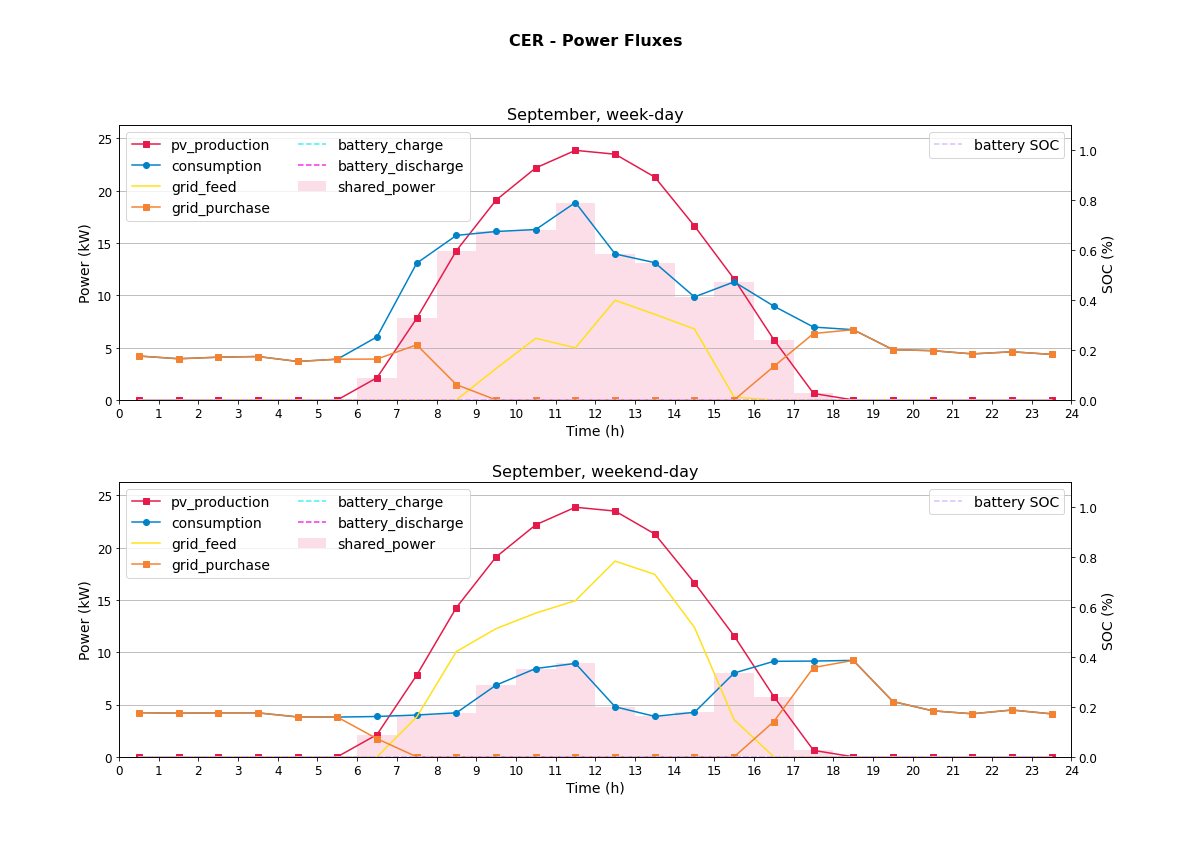 CER - Power Fluxes
September, week-day
pv_production
consumption
grid_feed
grid_purchase
battery_charge
battery_discharge
shared_power
battery SOC
Power (kW)
25
20
15
10
5
0
SOC (%)
1.0
0.8
0.6
0.4
0.2
0.0
0 1 2 3 4 5 6 7 8 9 10 11 12 13 14 15 16 17 18 19 20 21 22 23 24
Time (h)
September, weekend-day
pv_production
consumption
grid_feed
grid_purchase
battery_charge
battery_discharge
shared_power
battery SOC
Power (kW)
25
20
15
10
5
0
SOC (%)
1.0
0.8
0.6
0.4
0.2
0.0
0 1 2 3 4 5 6 7 8 9 10 11 12 13 14 15 16 17 18 19 20 21 22 23 24
Time (h)